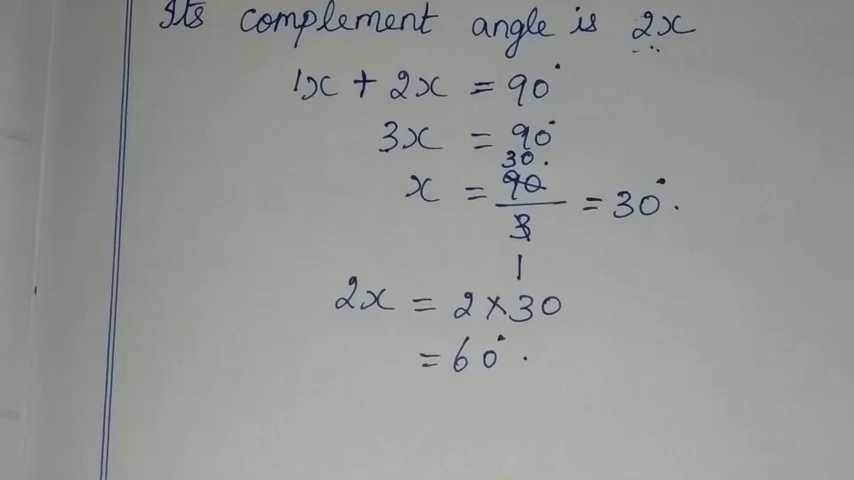 Its complement angle is 2x
1x + 2x = 90°
3x = 90°
30.
x = 90/3 = 30°.
1
2x = 2 × 30
= 60°.